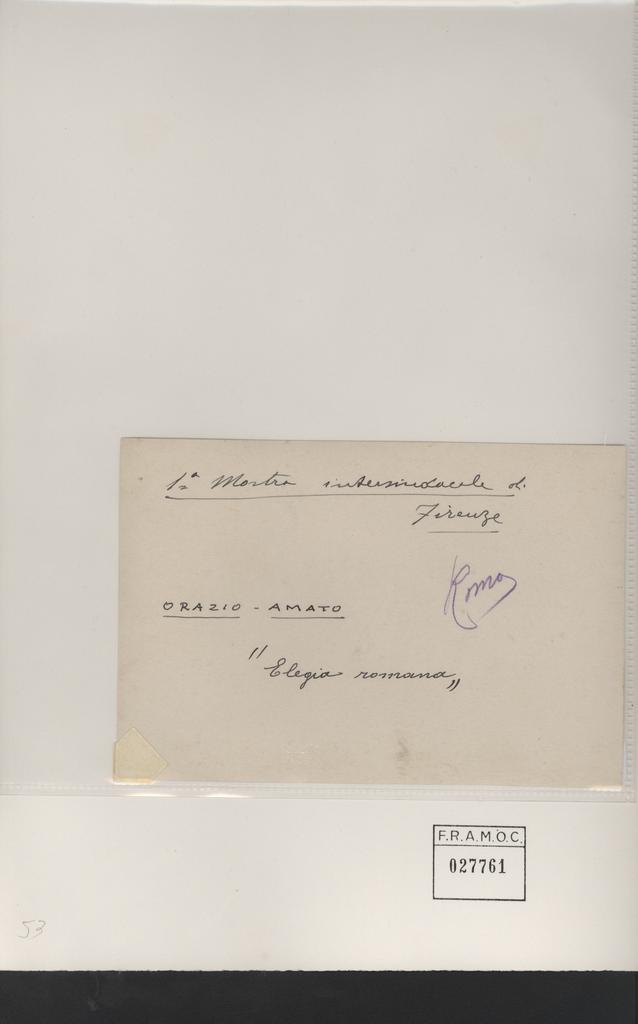 1ª Mostra intersindacale di
Firenze
Roma
ORAZIO - AMATO
"Elegia romana„
F.R.A.M.O.C.
027761
53